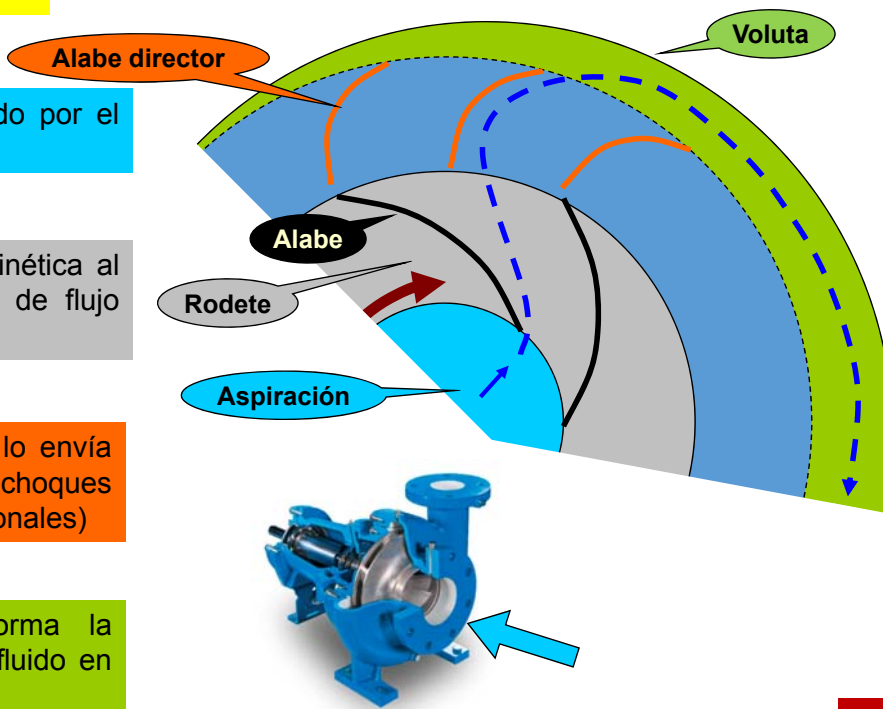 Voluta
Alabe director
do por el
Alabe
inética al
de flujo
Rodete
Aspiración
lo envía
choques
onales)
orma la
fluido en